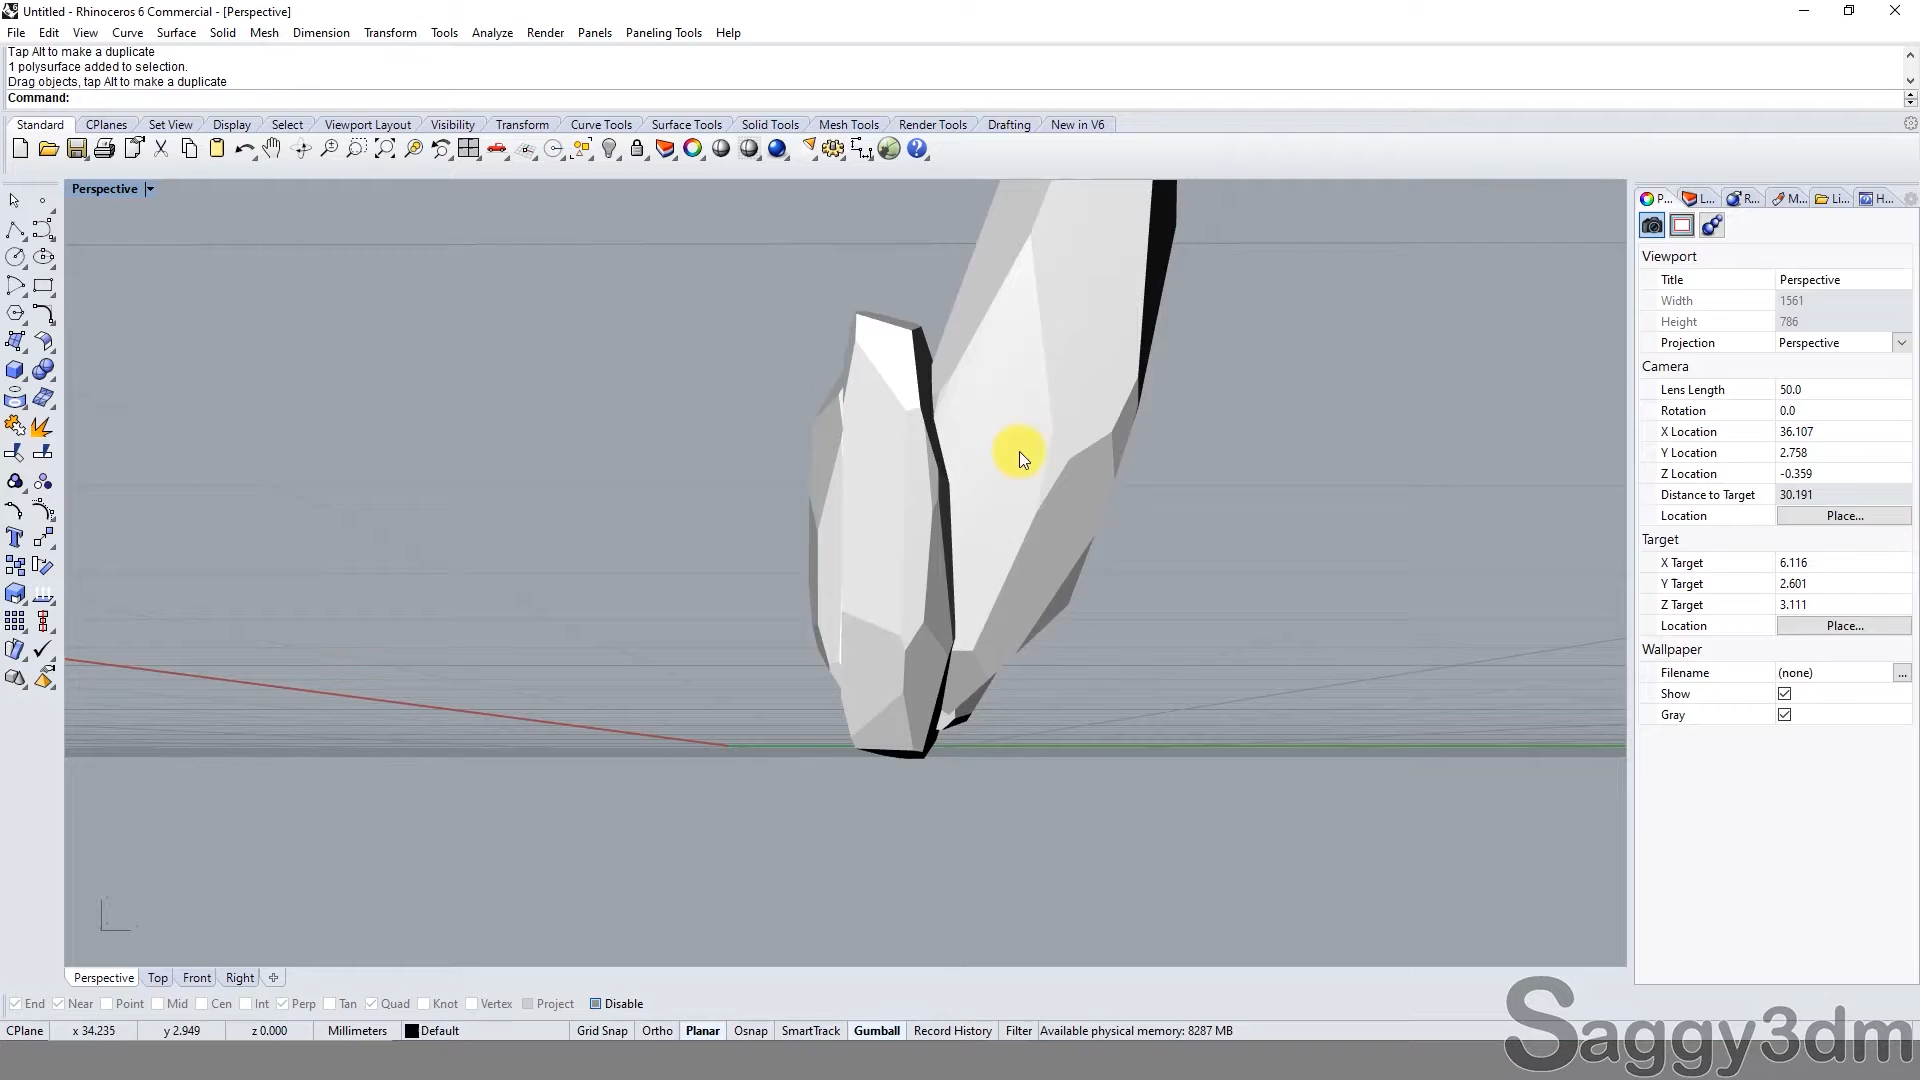 Untitled - Rhinoceros 6 Commercial - [Perspective]
File Edit View Curve Surface Solid Mesh Dimension Transform Tools Analyze Render Panels Paneling Tools Help
Tap Alt to make a duplicate
1 polysurface added to selection.
Drag objects, tap Alt to make a duplicate
Command:
Standard CPlanes Set View Display Select Viewport Layout Visibility Transform Curve Tools Surface Tools Solid Tools Mesh Tools Render Tools Drafting New in V6
Perspective
P... L... R... M... Li... H...
Viewport
Title Perspective
Width 1561
Height 786
Projection Perspective
Camera
Lens Length 50.0
Rotation 0.0
X Location 36.107
Y Location 2.758
Z Location -0.359
Distance to Target 30.191
Location Place...
Target
X Target 6.116
Y Target 2.601
Z Target 3.111
Location Place...
Wallpaper
Filename (none) ...
Show
Gray
Perspective Top Front Right
End Near Point Mid Cen Int Perp Tan Quad Knot Vertex Project Disable
CPlane x 34.235 y 2.949 z 0.000 Millimeters Default Grid Snap Ortho Planar Osnap SmartTrack Gumball Record History Filter Available physical memory: 8287 MB
Saggy3dm